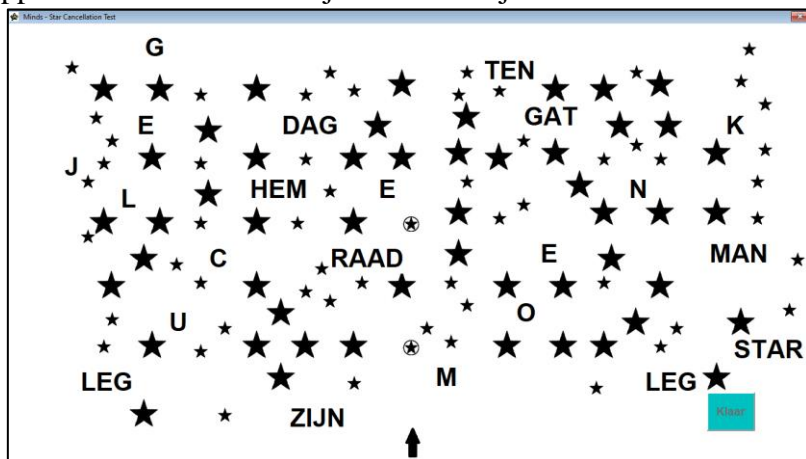 Minds - Star Cancellation Test
G
TEN
E
DAG
GAT
K
J
HEM
E
N
L
C
RAAD
E
MAN
U
O
STAR
LEG
M
LEG
ZIJN
Klaar